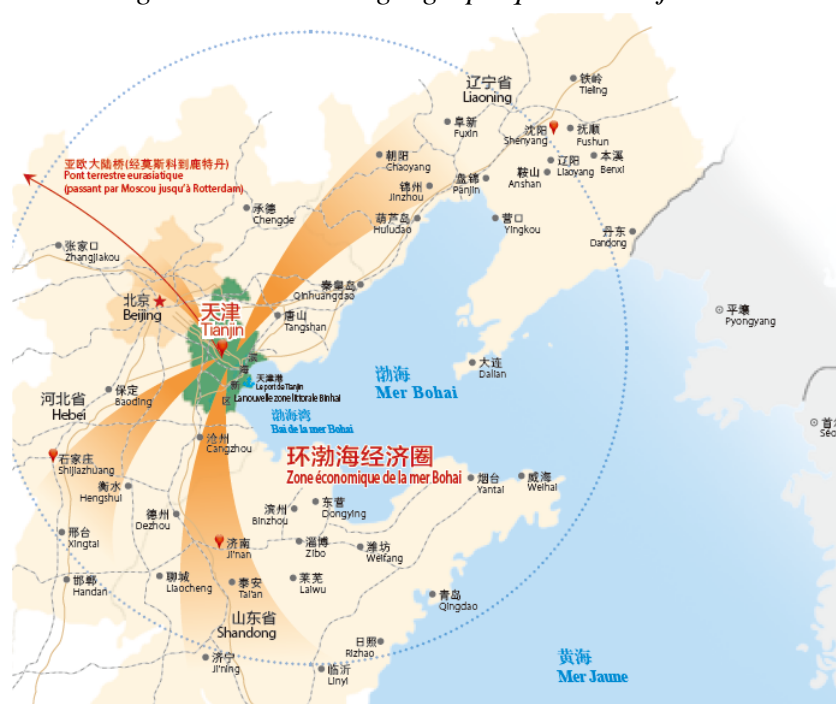 辽宁省
Liaoning
铁岭
Tieling
阜新
Fuxin
沈阳
Shenyang
抚顺
Fushun
朝阳
Chaoyang
辽阳
Liaoyang
本溪
Benxi
鞍山
Anshan
盘锦
Panjin
锦州
Jinzhou
亚欧大陆桥(经莫斯科到鹿特丹)
Pont terrestre eurasiatique
(passant par Moscou jusqu'à Rotterdam)
承德
Chengde
葫芦岛
Huludao
营口
Yingkou
丹东
Dandong
张家口
Zhangjiakou
秦皇岛
Qinhuangdao
北京
Beijing
天津
Tianjin
唐山
Tangshan
平壤
Pyongyang
大连
Dalian
滨
海
新
区
天津港
Le port de Tianjin
La nouvelle zone littorale Binhai
渤海
Mer Bohai
保定
Baoding
河北省
Hebei
渤海湾
Bai de la mer Bohai
沧州
Cangzhou
石家庄
Shijiazhuang
环渤海经济圈
Zone économique de la mer Bohai
衡水
Hengshui
烟台
Yantai
威海
Weihai
德州
Dezhou
滨州
Binzhou
东营
Dongying
邢台
Xingtai
济南
Ji'nan
淄博
Zibo
潍坊
Weifang
邯郸
Handan
聊城
Liaocheng
泰安
Tai'an
莱芜
Laiwu
青岛
Qingdao
山东省
Shandong
日照
Rizhao
济宁
Ji'ning
临沂
Linyi
黄海
Mer Jaune